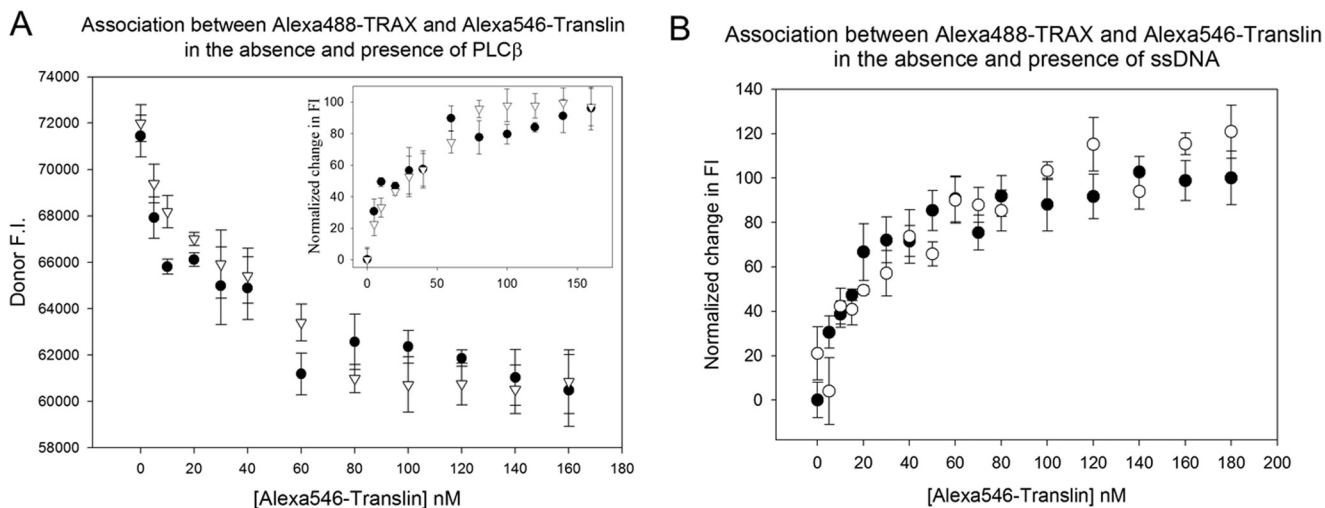 A
Association between Alexa488-TRAX and Alexa546-Translin
in the absence and presence of PLCβ
74000
72000
70000
68000
66000
64000
62000
60000
58000
Donor F.I.
0 20 40 60 80 100 120 140 160 180
[Alexa546-Translin] nM
Normalized change in FI
100
80
60
40
20
0
0 50 100 150
B
Association between Alexa488-TRAX and Alexa546-Translin
in the absence and presence of ssDNA
140
120
100
80
60
40
20
0
Normalized change in FI
0 20 40 60 80 100 120 140 160 180 200
[Alexa546-Translin] nM